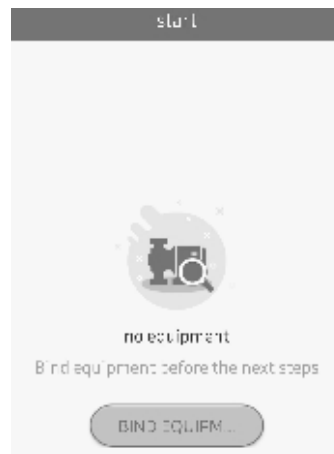 start
no equipment
Bind equipment before the next steps
BIND EQUIPM...